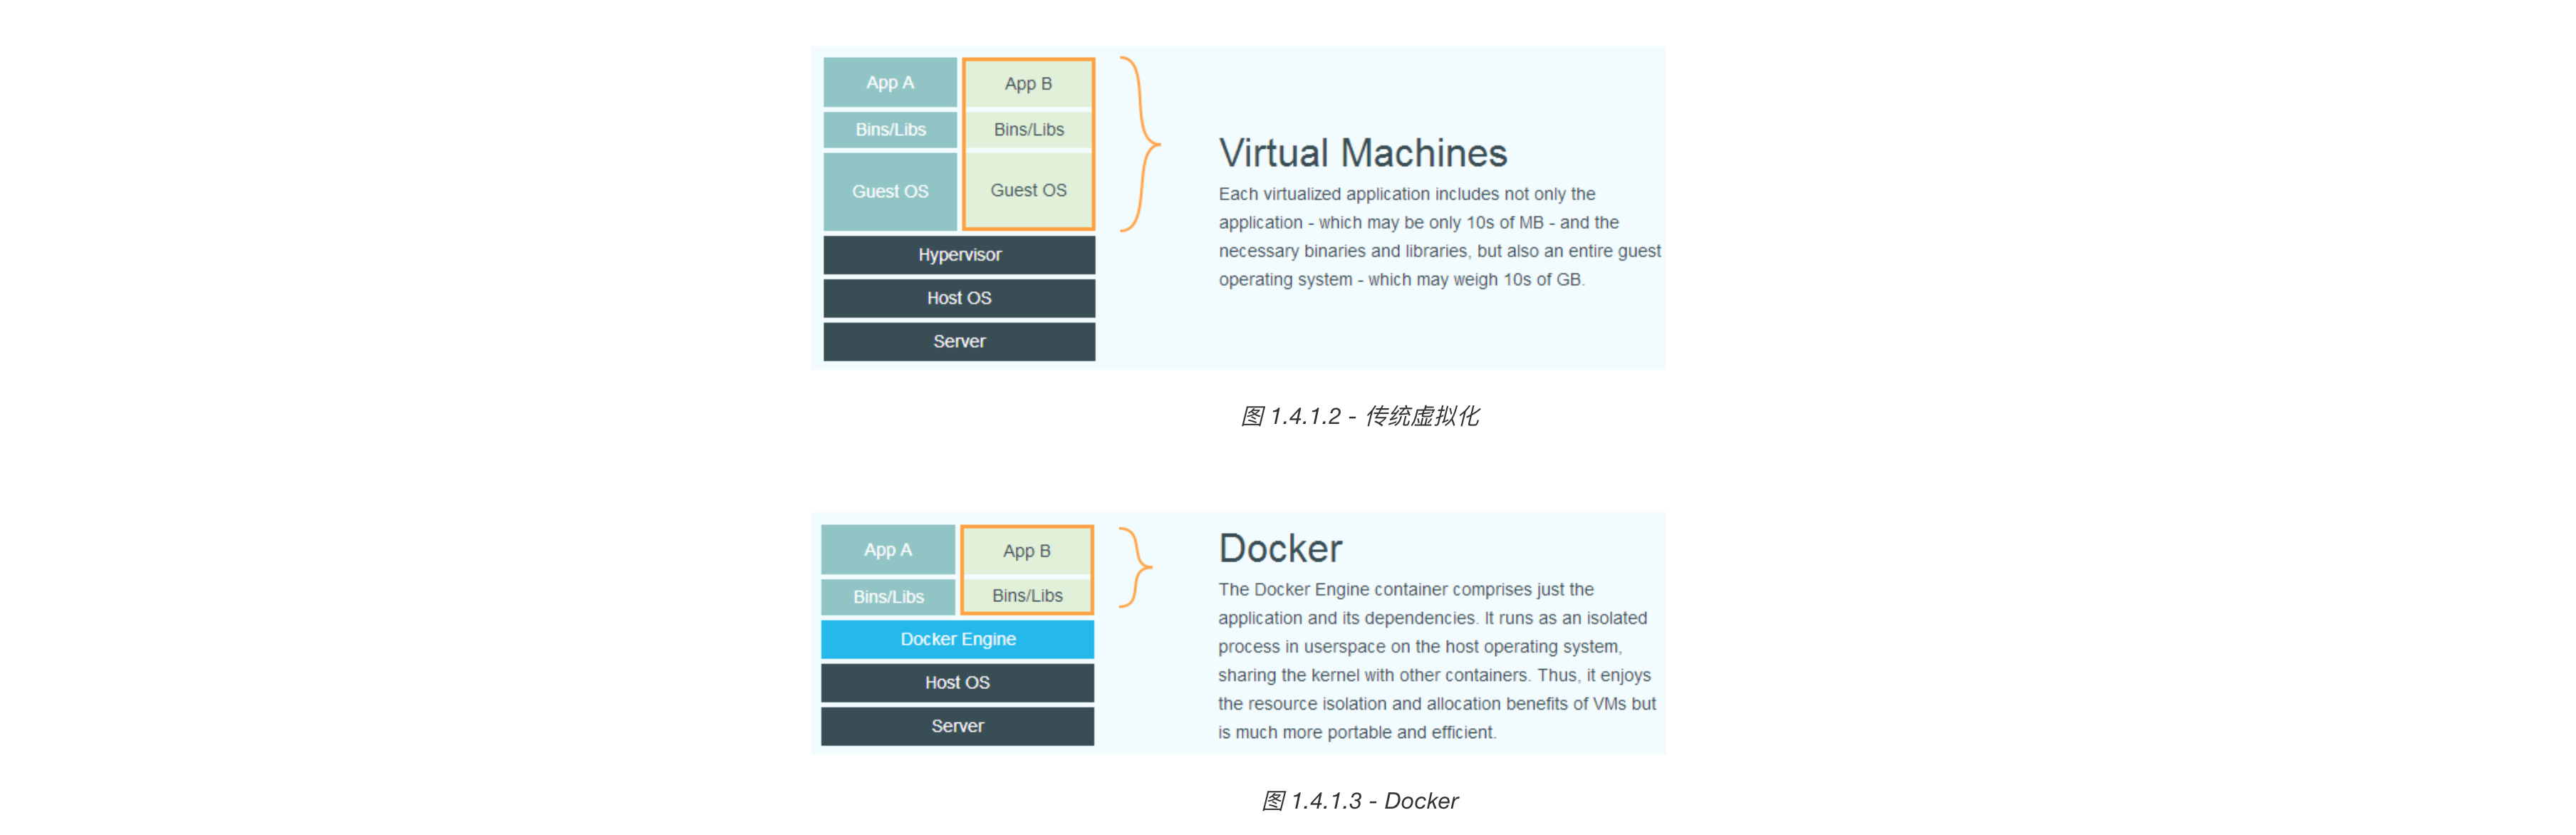 App A
App B
Bins/Libs
Bins/Libs
Guest OS
Guest OS
Hypervisor
Host OS
Server
Virtual Machines
Each virtualized application includes not only the
application - which may be only 10s of MB - and the
necessary binaries and libraries, but also an entire guest
operating system - which may weigh 10s of GB.
图 1.4.1.2 - 传统虚拟化
App A
App B
Bins/Libs
Bins/Libs
Docker Engine
Host OS
Server
Docker
The Docker Engine container comprises just the
application and its dependencies. It runs as an isolated
process in userspace on the host operating system,
sharing the kernel with other containers. Thus, it enjoys
the resource isolation and allocation benefits of VMs but
is much more portable and efficient.
图 1.4.1.3 - Docker